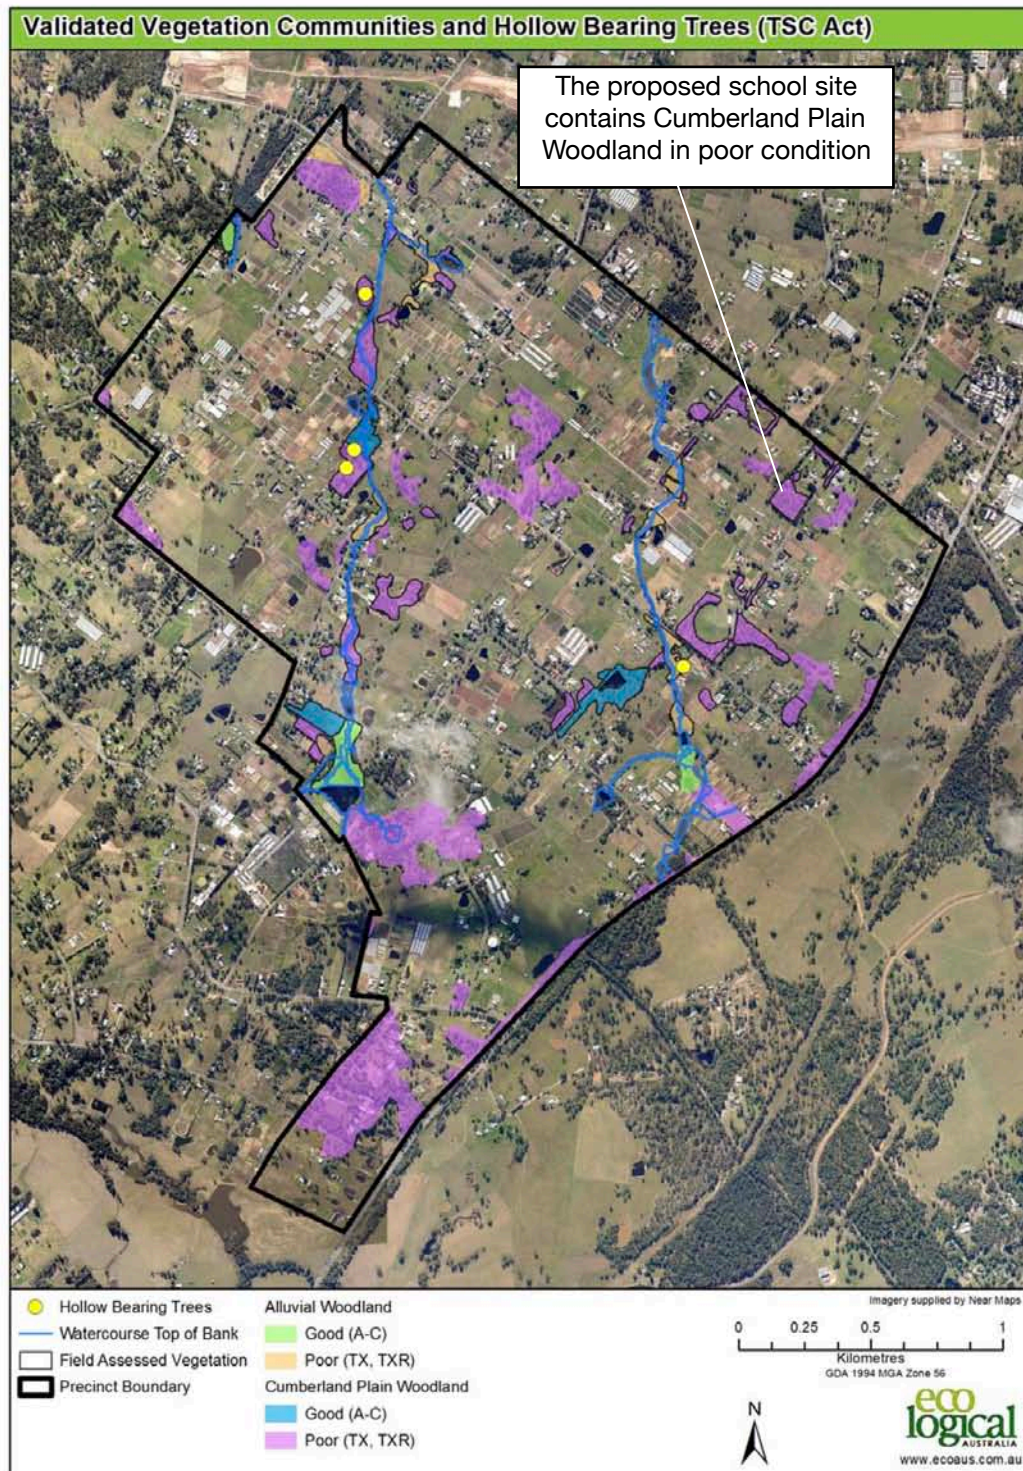 Validated Vegetation Communities and Hollow Bearing Trees (TSC Act)
The proposed school site
contains Cumberland Plain
Woodland in poor condition
Hollow Bearing Trees
Watercourse Top of Bank
Field Assessed Vegetation
Precinct Boundary
Alluvial Woodland
Good (A-C)
Poor (TX, TXR)
Cumberland Plain Woodland
Good (A-C)
Poor (TX, TXR)
Imagery supplied by Near Maps
0 0.25 0.5 1
Kilometres
GDA 1994 MGA Zone 56
N
eco
logical
AUSTRALIA
www.ecoaus.com.au